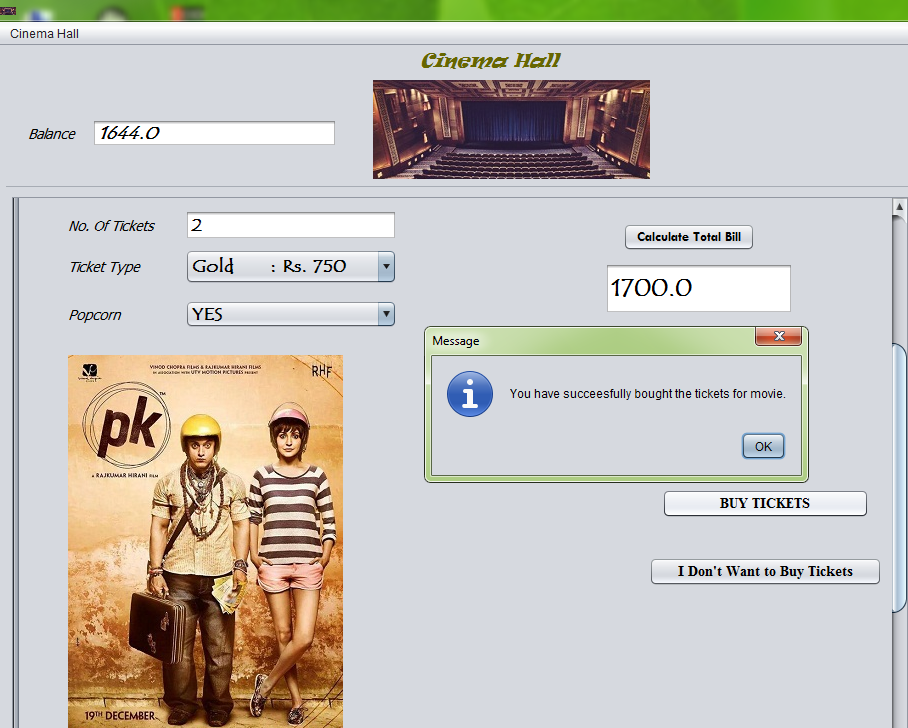 Cinema Hall
Cinema Hall
Balance 1644.0
No. Of Tickets 2
Calculate Total Bill
Ticket Type Gold : Rs. 750
1700.0
Popcorn YES
Message
You have succeesfully bought the tickets for movie.
OK
BUY TICKETS
I Don't Want to Buy Tickets
VINOD CHOPRA FILMS & RAJKUMAR HIRANI FILMS
IN ASSOCIATION WITH UTV MOTION PICTURES PRESENT
RHF
pk
TM
A RAJKUMAR HIRANI FILM
19TH DECEMBER